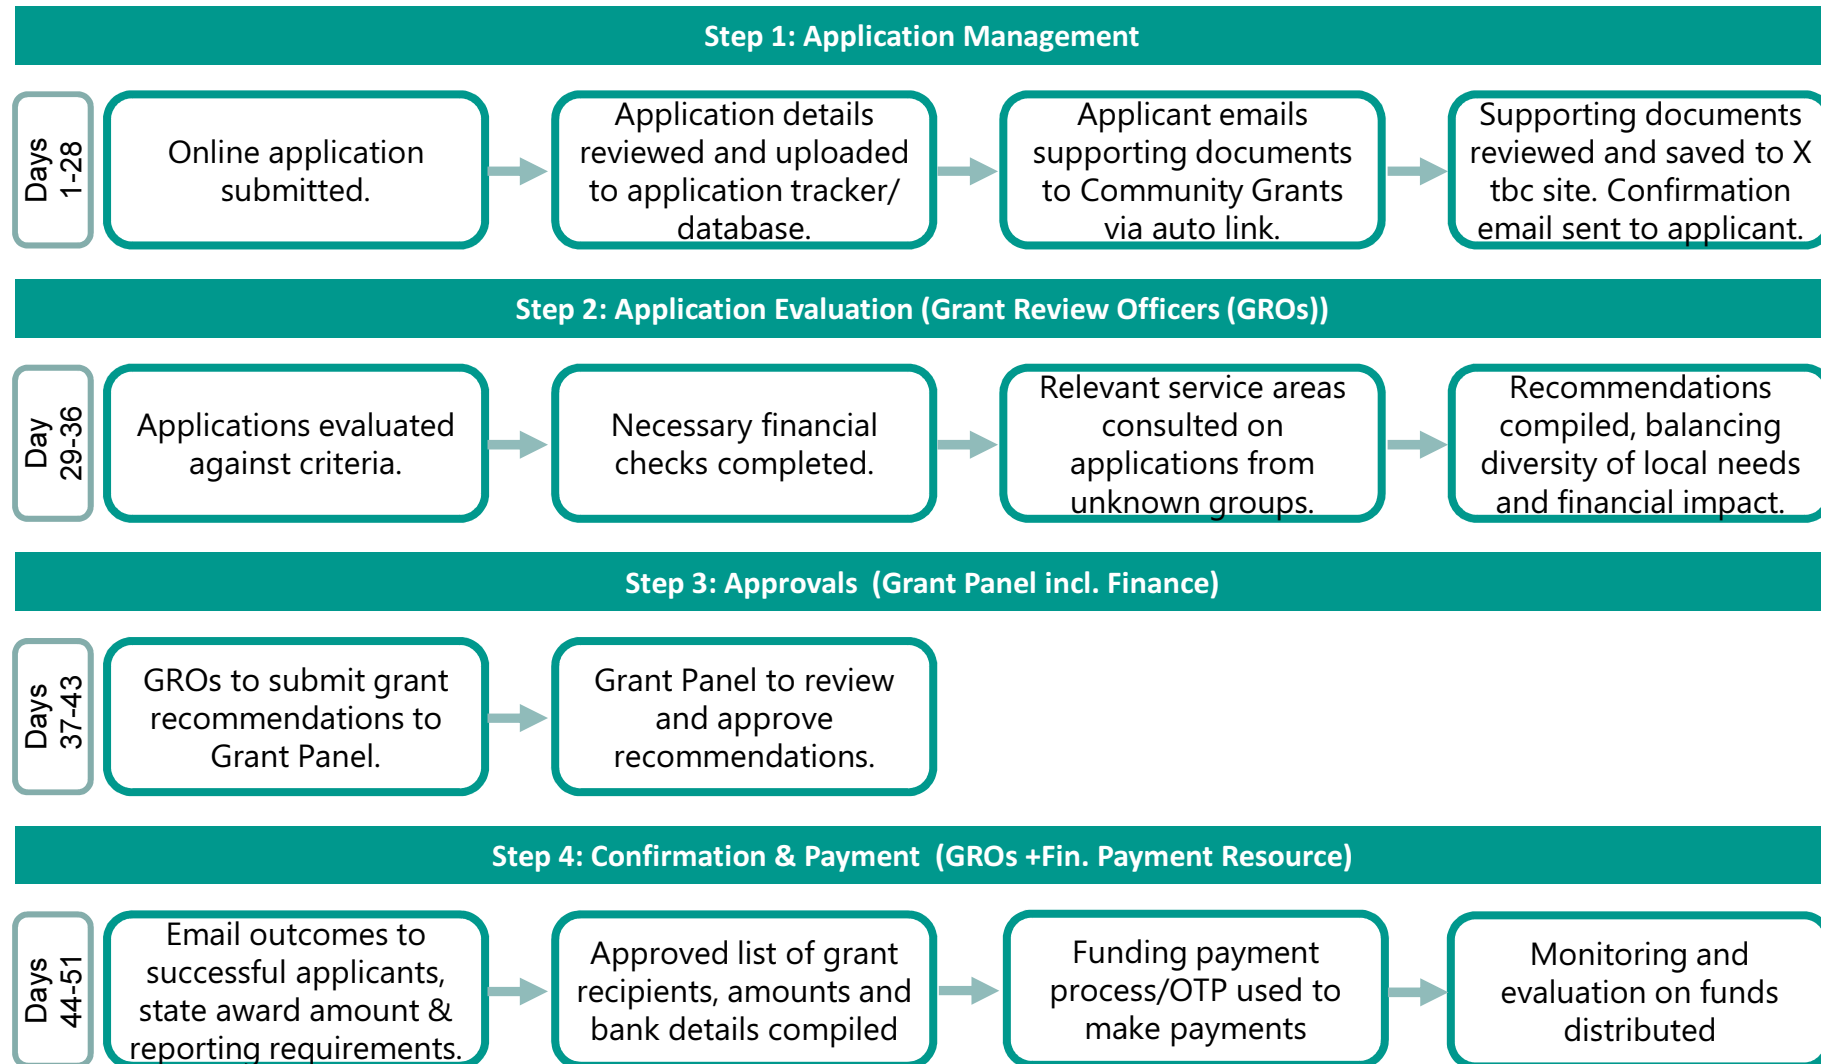 Step 1: Application Management
Days
1-28
Online application
submitted.
Application details
reviewed and uploaded
to application tracker/
database.
Applicant emails
supporting documents
to Community Grants
via auto link.
Supporting documents
reviewed and saved to X
tbc site. Confirmation
email sent to applicant.
Step 2: Application Evaluation (Grant Review Officers (GROs))
Day
29-36
Applications evaluated
against criteria.
Necessary financial
checks completed.
Relevant service areas
consulted on
applications from
unknown groups.
Recommendations
compiled, balancing
diversity of local needs
and financial impact.
Step 3: Approvals  (Grant Panel incl. Finance)
Days
37-43
GROs to submit grant
recommendations to
Grant Panel.
Grant Panel to review
and approve
recommendations.
Step 4: Confirmation & Payment  (GROs +Fin. Payment Resource)
Days
44-51
Email outcomes to
successful applicants,
state award amount &
reporting requirements.
Approved list of grant
recipients, amounts and
bank details compiled
Funding payment
process/OTP used to
make payments
Monitoring and
evaluation on funds
distributed